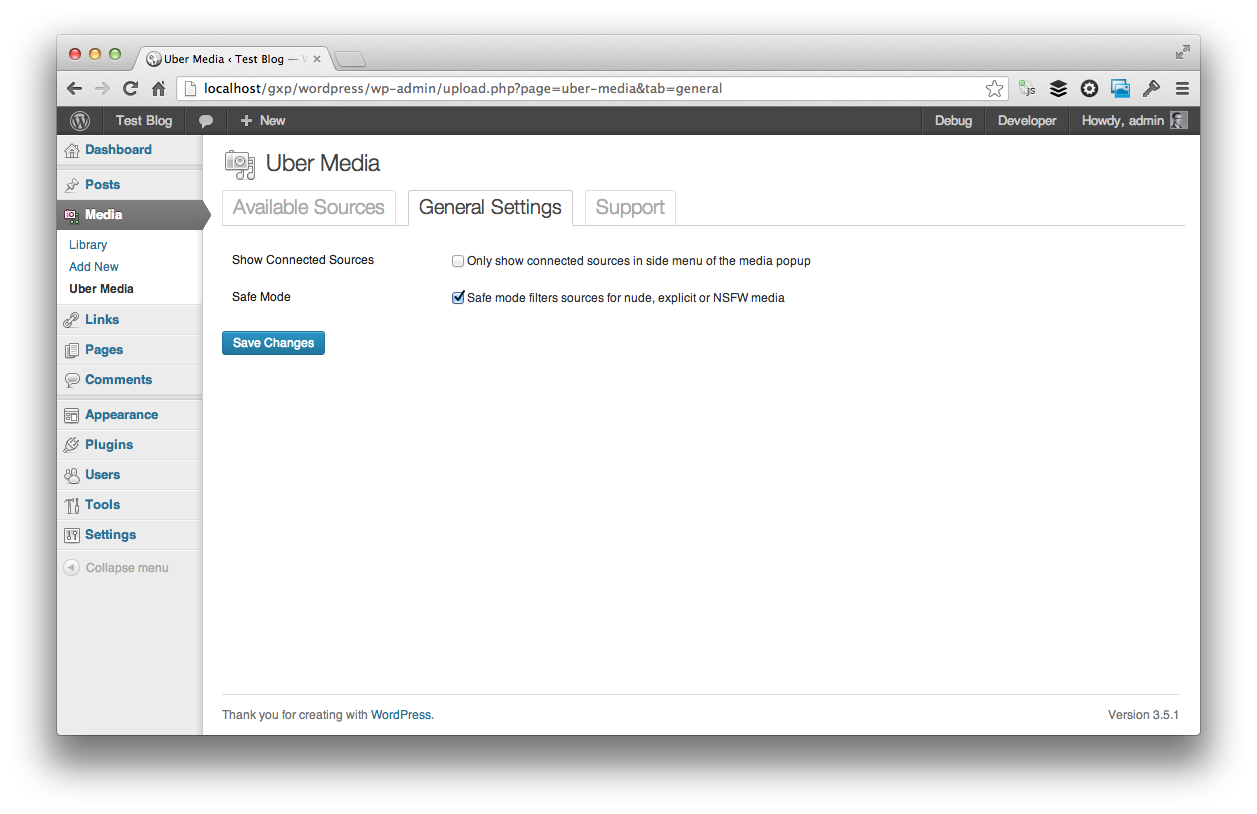 Uber Media ‹ Test Blog —
localhost/gxp/wordpress/wp-admin/upload.php?page=uber-media&tab=general
js
Test Blog
+ New
Debug
Developer
Howdy, admin
Dashboard
Posts
Media
Library
Add New
Uber Media
Links
Pages
Comments
Appearance
Plugins
Users
Tools
Settings
Collapse menu
Uber Media
Available Sources
General Settings
Support
Show Connected Sources
Only show connected sources in side menu of the media popup
Safe Mode
Safe mode filters sources for nude, explicit or NSFW media
Save Changes
Thank you for creating with WordPress.
Version 3.5.1